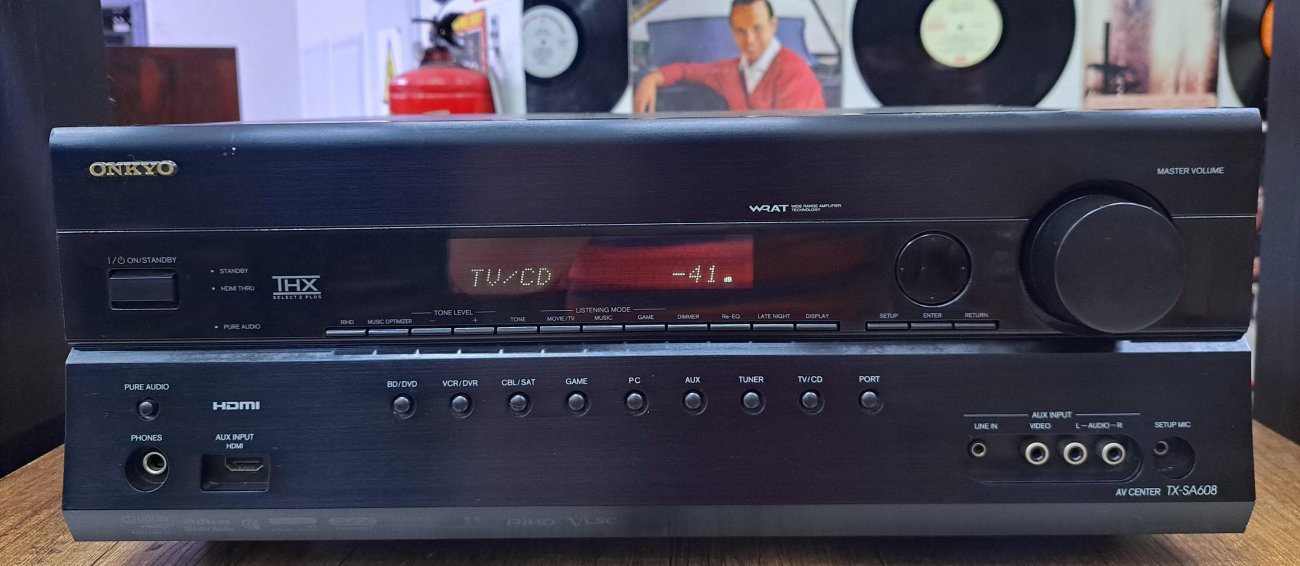 ONKYO
MASTER VOLUME
WRAT WIDE RANGE AMPLIFIER
TECHNOLOGY
I/⏻ ON/STANDBY
STANDBY
HDMI THRU
PURE AUDIO
THX
SELECT 2 PLUS
TV/CD -41 dB
LISTENING MODE
TONE LEVEL
RIHD MUSIC OPTIMIZER - + TONE MOVIE/TV MUSIC GAME DIMMER Re-EQ LATE NIGHT DISPLAY
SETUP ENTER RETURN
PURE AUDIO
HDMI
BD/DVD VCR/DVR CBL/SAT GAME PC AUX TUNER TV/CD PORT
PHONES
AUX INPUT
HDMI
AUX INPUT
LINE IN VIDEO L-AUDIO-R SETUP MIC
AV CENTER TX-SA608
RIHD VLSC